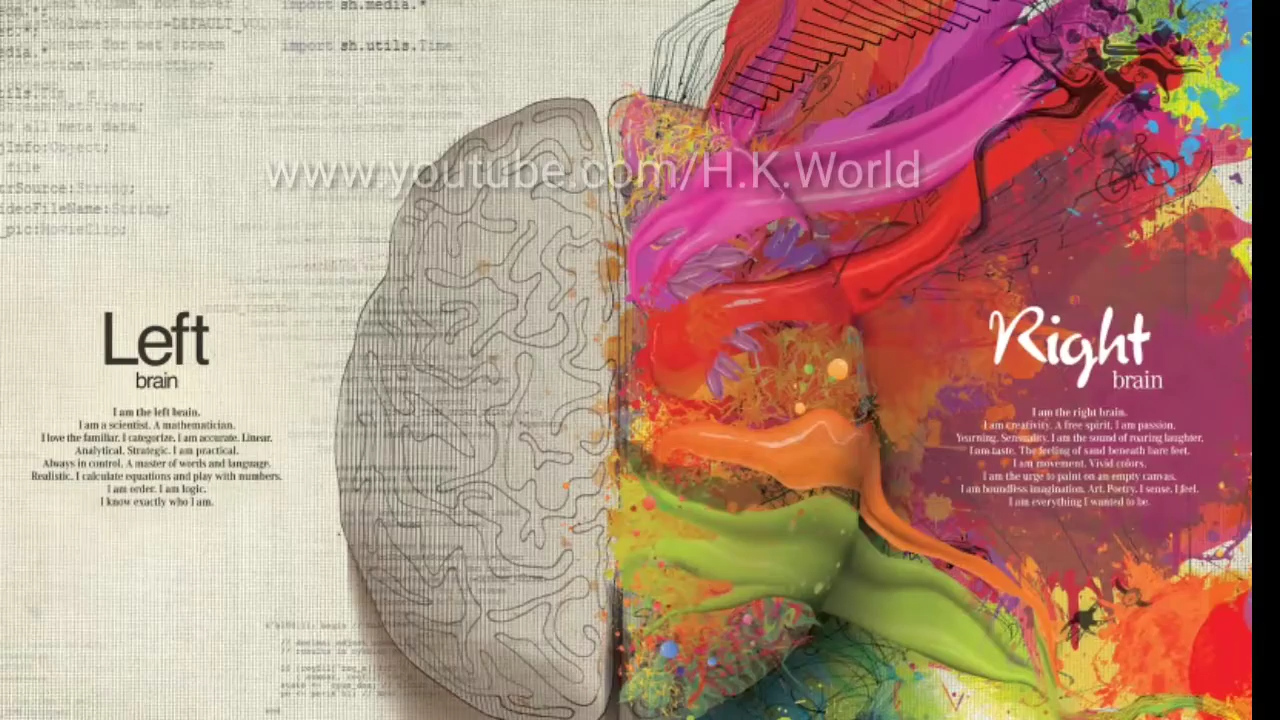 import sh.media.*
import sh.utils.Time
all meta data
www.youtube.com/H.K.World
Left
brain
I am the left brain.
I am a scientist. A mathematician.
I love the familiar. I categorize. I am accurate. Linear.
Analytical. Strategic. I am practical.
Always in control. A master of words and language.
Realistic. I calculate equations and play with numbers.
I am order. I am logic.
I know exactly who I am.
Right
brain
I am the right brain.
I am creativity. A free spirit. I am passion.
Yearning. Sensuality. I am the sound of roaring laughter.
I am taste. The feeling of sand beneath bare feet.
I am movement. Vivid colors.
I am the urge to paint on an empty canvas.
I am boundless imagination. Art. Poetry. I sense. I feel.
I am everything I wanted to be.